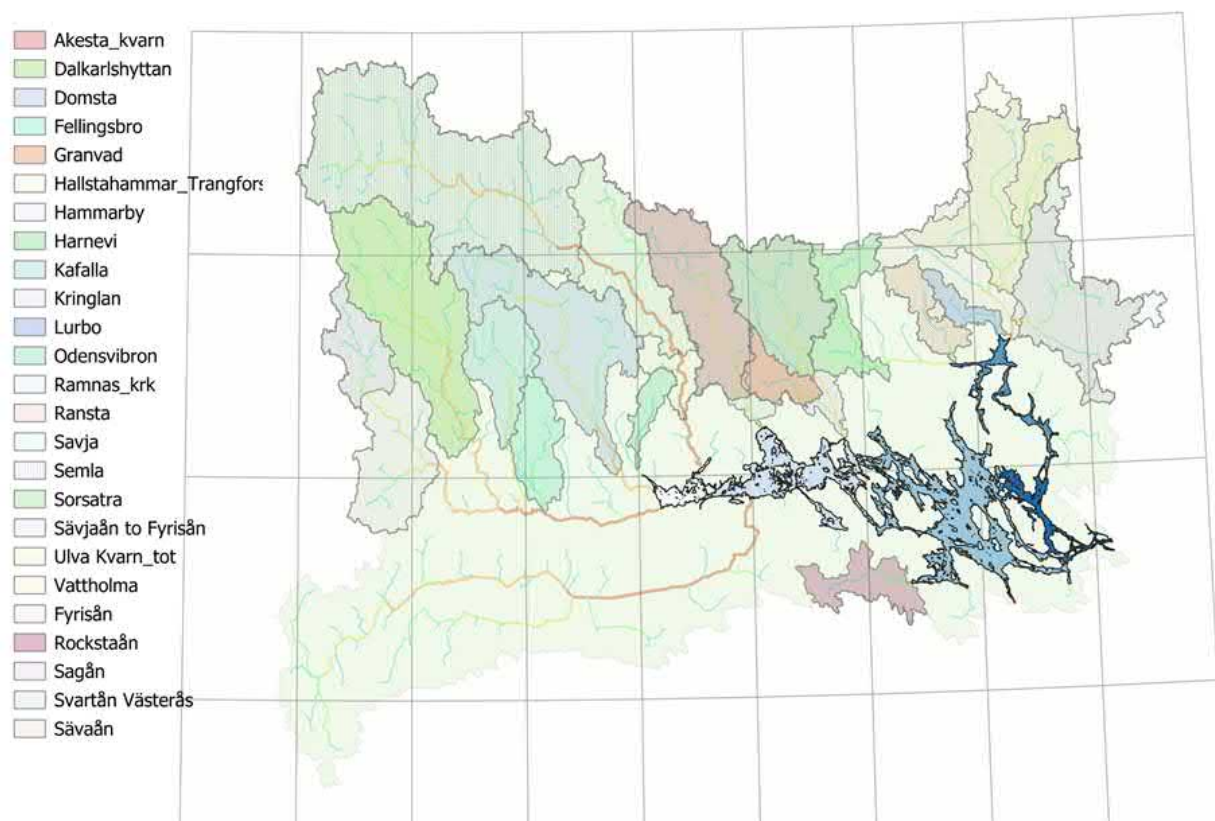 Akesta_kvarn
Dalkarlshyttan
Domsta
Fellingsbro
Granvad
Hallstahammar_Trangfors
Hammarby
Harnevi
Kafalla
Kringlan
Lurbo
Odensvibron
Ramnas_krk
Ransta
Savja
Semla
Sorsatra
Sävjaån to Fyrisån
Ulva Kvarn_tot
Vattholma
Fyrisån
Rockstaån
Sagån
Svartån Västerås
Sävaån